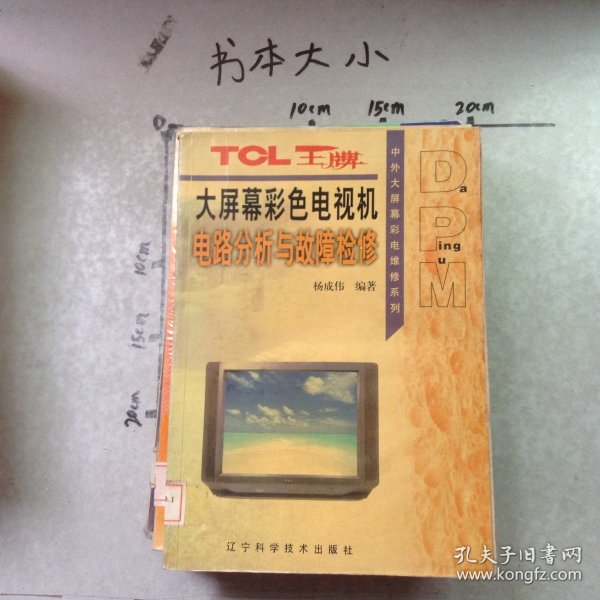 书本大小
10cm 15cm 20cm
0
10cm
15cm
20cm
TCL王牌
大屏幕彩色电视机
电路分析与故障检修
杨成伟 编著
中外大屏幕彩电维修系列
Da
Ping
Mu
辽宁科学技术出版社
孔夫子旧书网
www.kongfz.com